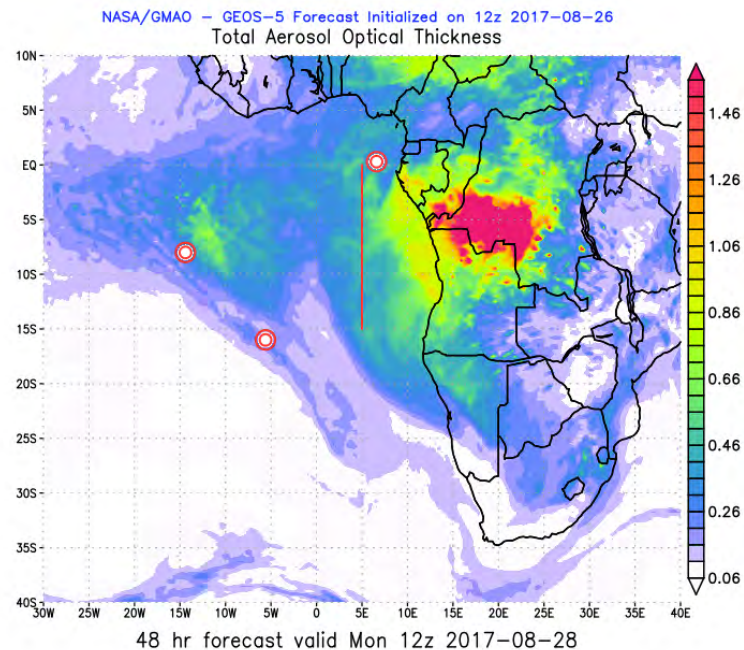 NASA/GMAO - GEOS-5 Forecast Initialized on 12z 2017-08-26
Total Aerosol Optical Thickness
10N
5N
EQ
5S
10S
15S
20S
25S
30S
35S
40S
30W 25W 20W 15W 10W 5W 0 5E 10E 15E 20E 25E 30E 35E 40E
1.46
1.26
1.06
0.86
0.66
0.46
0.26
0.06
48 hr forecast valid Mon 12z 2017-08-28